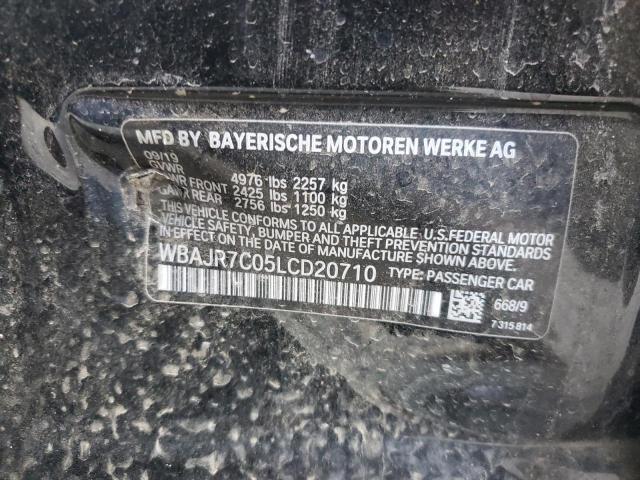 MFD BY BAYERISCHE MOTOREN WERKE AG
09/19
GVWR 4976 lbs 2257 kg
FRONT 2425 lbs 1100 kg
REAR 2756 lbs 1250 kg
THIS VEHICLE CONFORMS TO ALL APPLICABLE U.S.FEDERAL MOTOR
VEHICLE SAFETY, BUMPER AND THEFT PREVENTION STANDARDS
IN EFFECT ON THE DATE OF MANUFACTURE SHOWN ABOVE.
WBAJR7C05LCD20710 TYPE: PASSENGER CAR
668/9
7 315 814